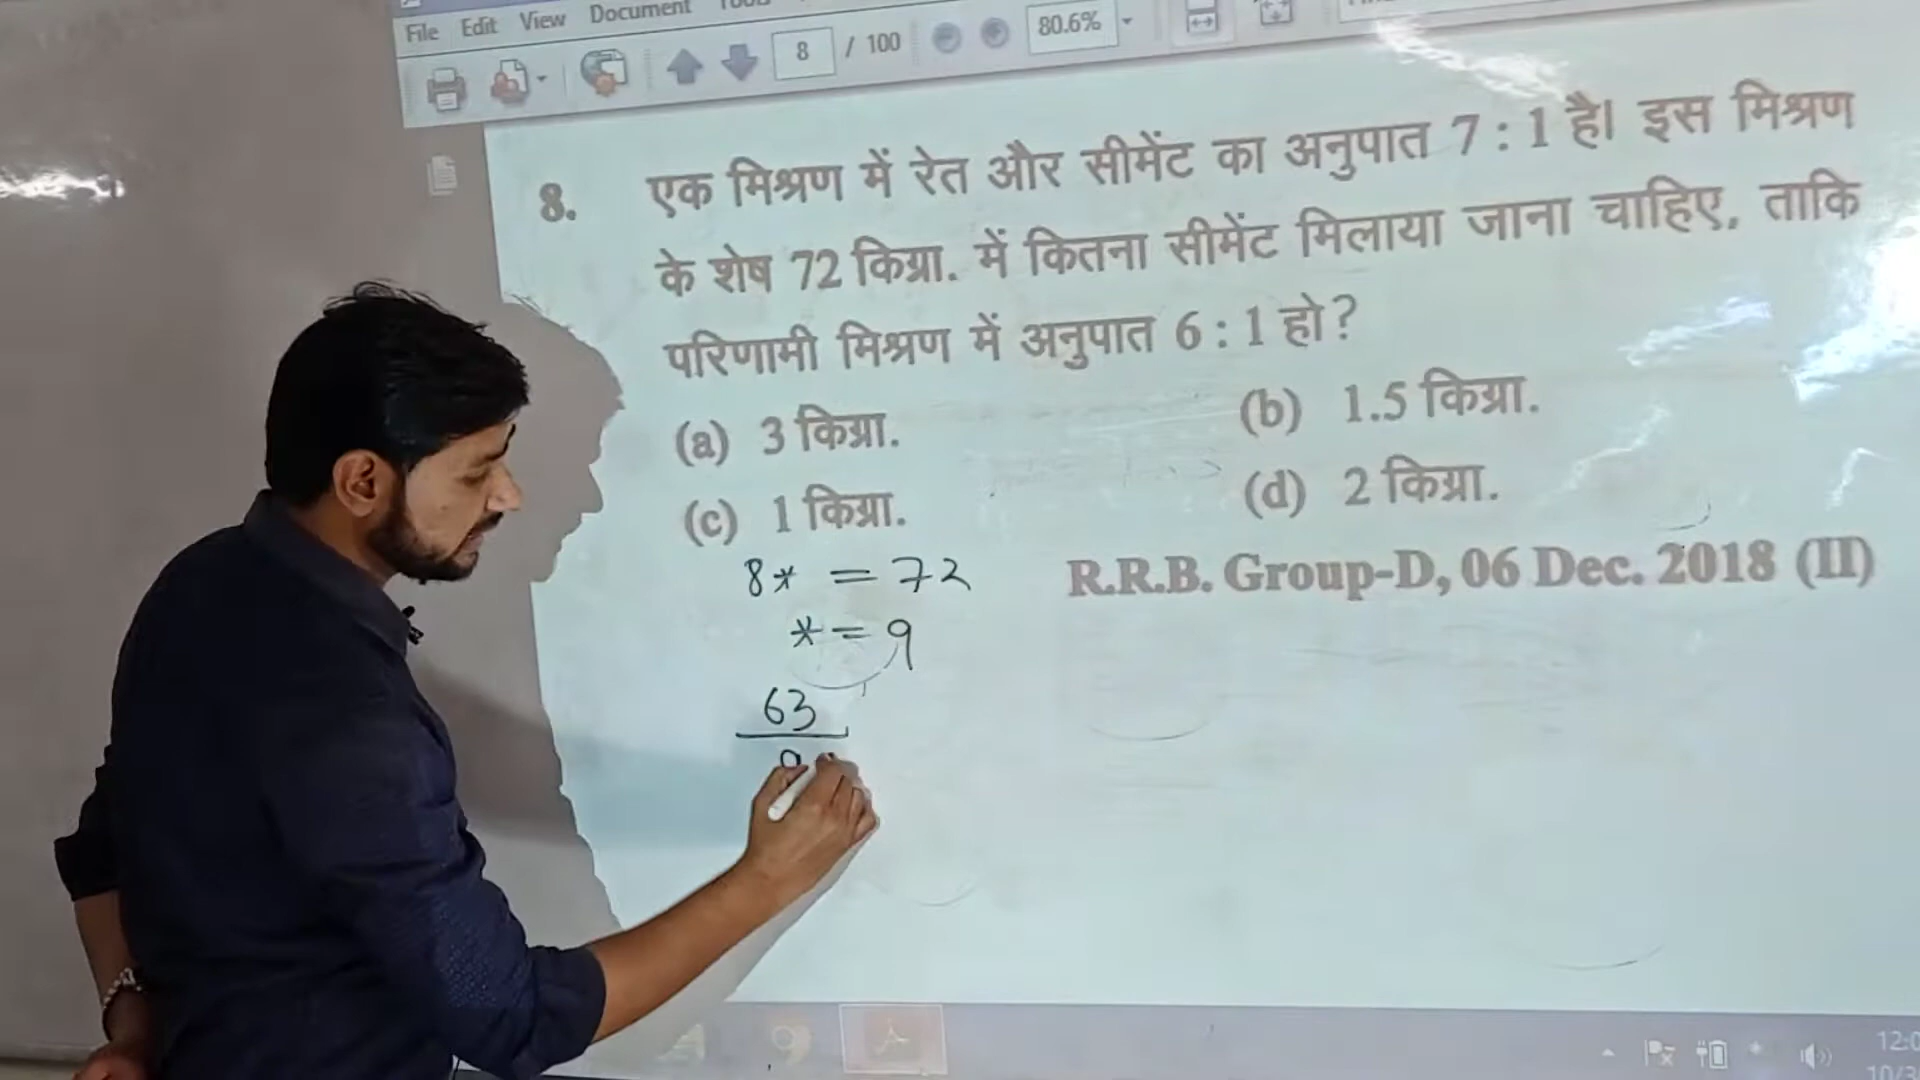 File Edit View Document
8 / 100 80.6%
8. एक मिश्रण में रेत और सीमेंट का अनुपात 7 : 1 है। इस मिश्रण
के शेष 72 किग्रा. में कितना सीमेंट मिलाया जाना चाहिए, ताकि
परिणामी मिश्रण में अनुपात 6 : 1 हो?
(a) 3 किग्रा. (b) 1.5 किग्रा.
(c) 1 किग्रा. (d) 2 किग्रा.
R.R.B. Group-D, 06 Dec. 2018 (II)
8* = 72
* = 9
63